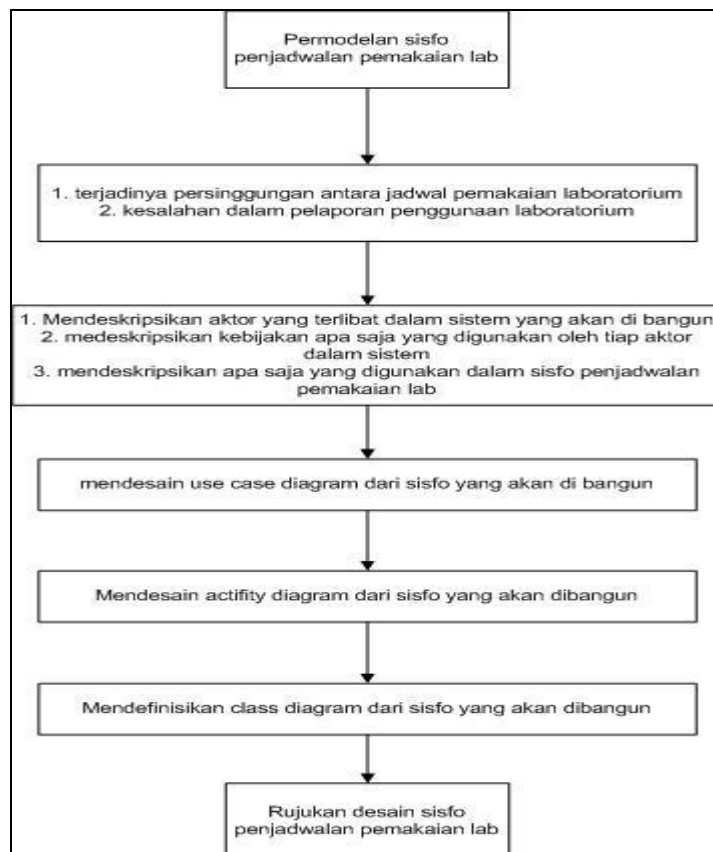 Permodelan sisfo
penjadwalan pemakaian lab
1. terjadinya persinggungan antara jadwal pemakaian laboratorium
2. kesalahan dalam pelaporan penggunaan laboratorium
1. Mendeskripsikan aktor yang terlibat dalam sistem yang akan di bangun
2. medeskripsikan kebijakan apa saja yang digunakan oleh tiap aktor
dalam sistem
3. mendeskripsikan apa saja yang digunakan dalam sisfo penjadwalan
pemakaian lab
mendesain use case diagram dari sisfo yang akan di bangun
Mendesain actifity diagram dari sisfo yang akan dibangun
Mendefinisikan class diagram dari sisfo yang akan dibangun
Rujukan desain sisfo
penjadwalan pemakaian lab